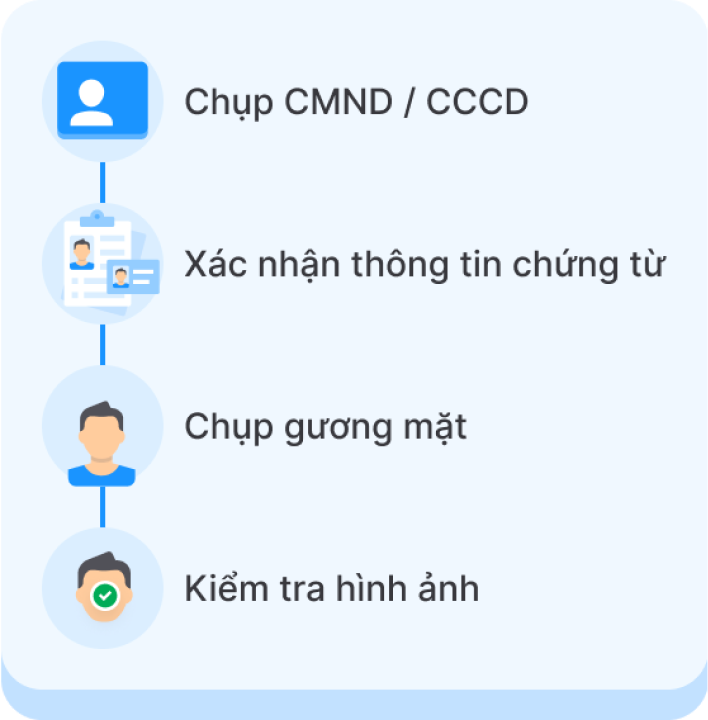 Chụp CMND / CCCD
Xác nhận thông tin chứng từ
Chụp gương mặt
Kiểm tra hình ảnh